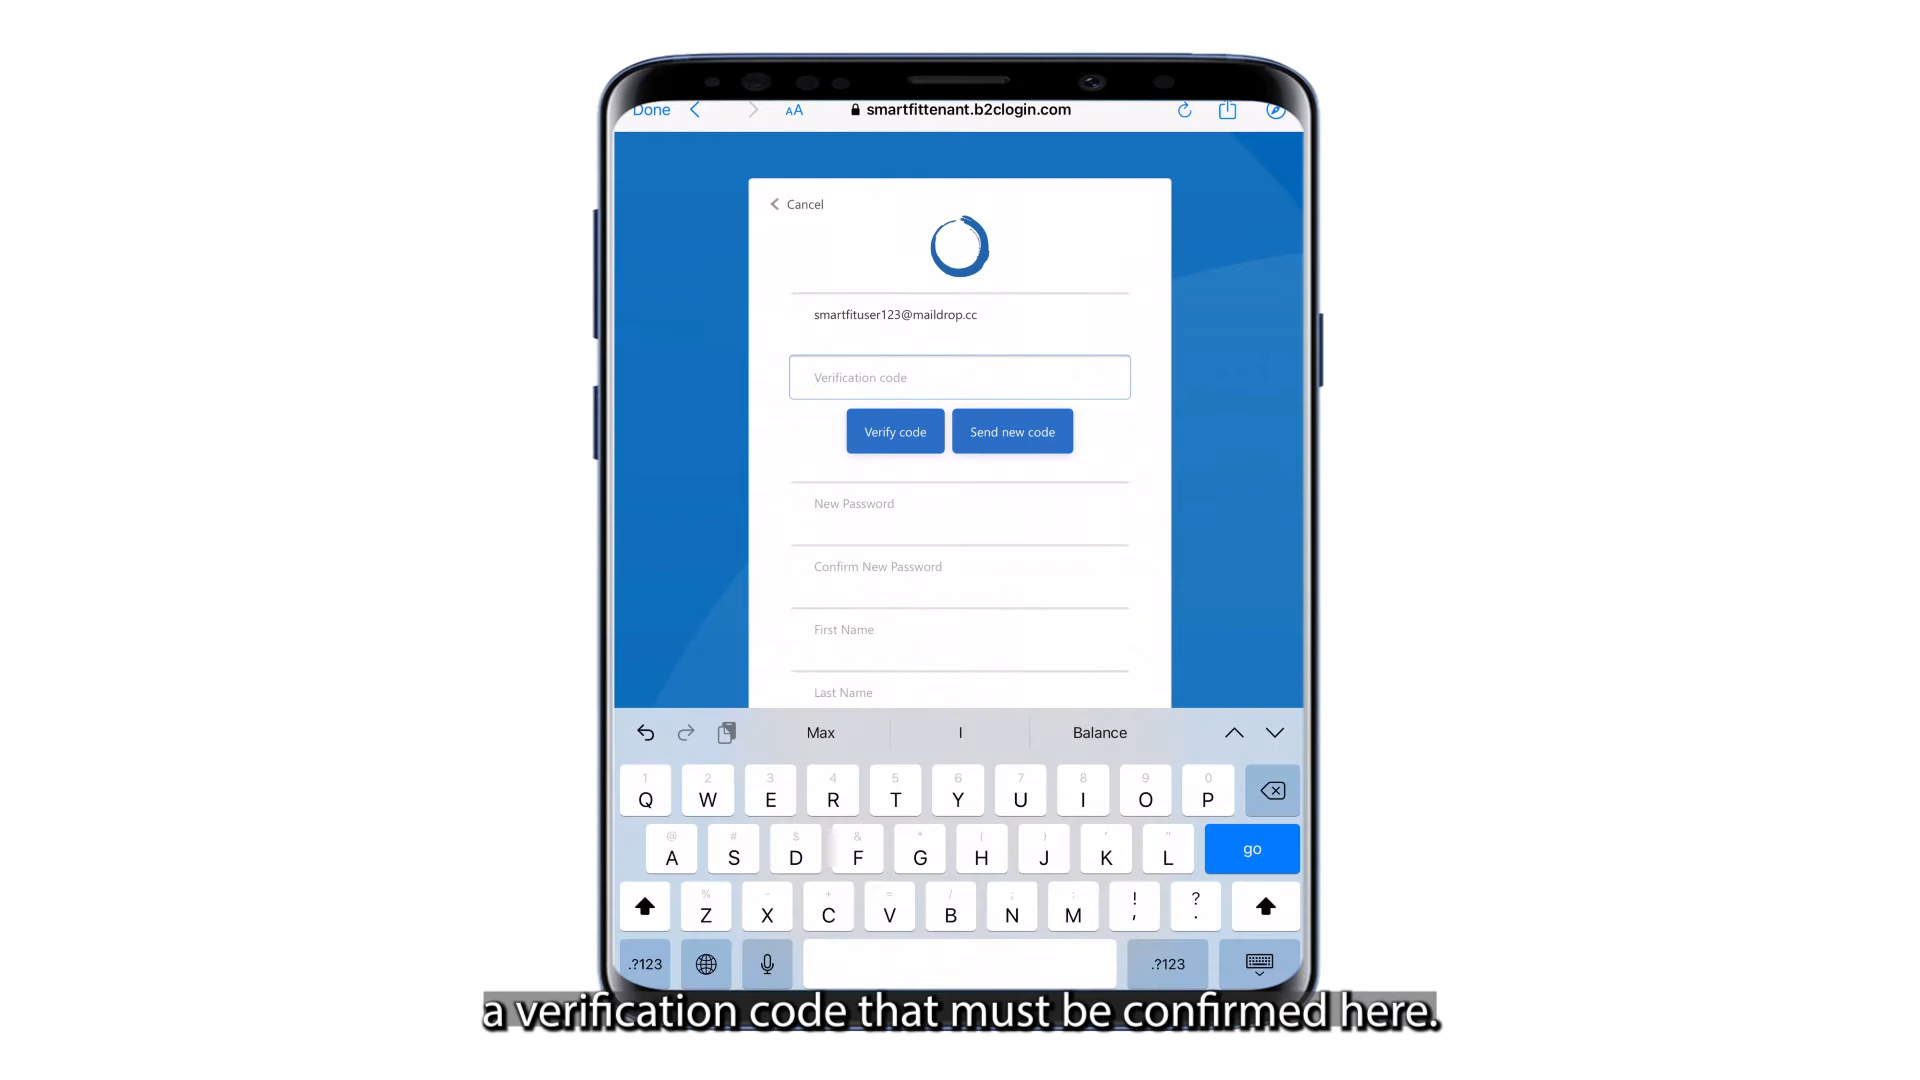 Done AA smartfittenant.b2clogin.com
Cancel
smartfituser123@maildrop.cc
Verification code
Verify code Send new code
New Password
Confirm New Password
First Name
Last Name
Max I Balance
1 2 3 4 5 6 7 8 9 0
Q W E R T Y U I O P
@ # $ & * ( ) ' "
A S D F G H J K L go
% - + = / ; : ! ?
Z X C V B N M , .
.?123 .?123
a verification code that must be confirmed here.